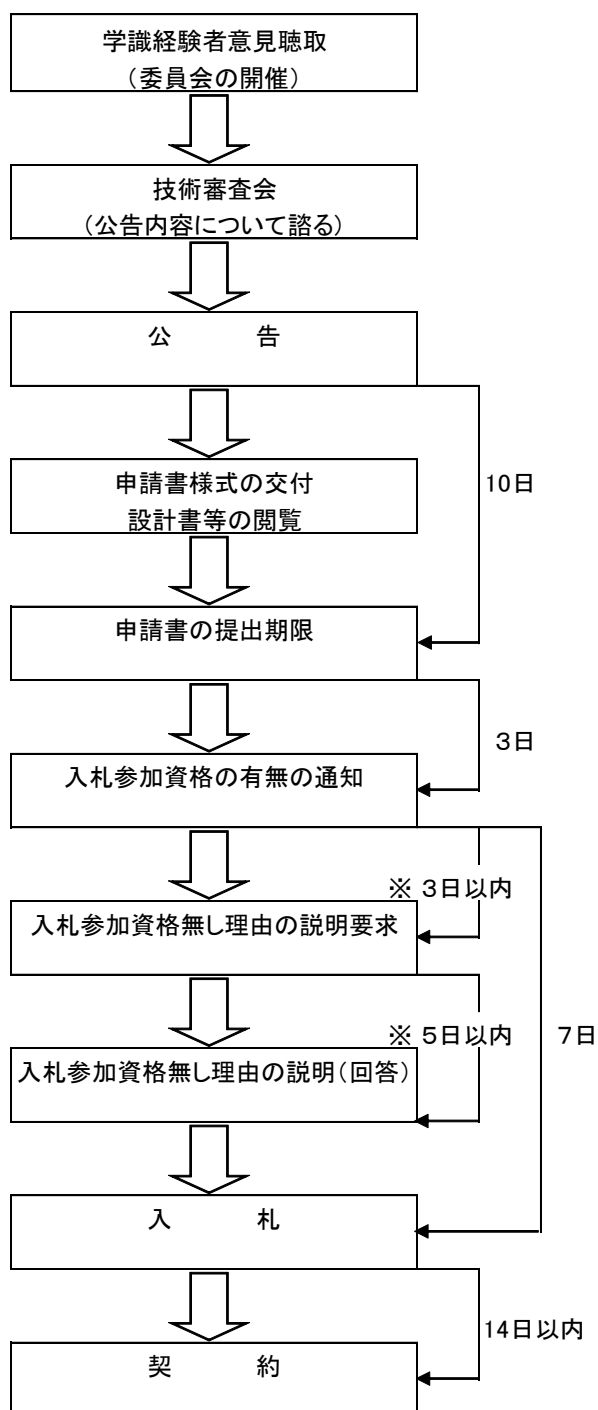 学識経験者意見聴取
（委員会の開催）
技術審査会
（公告内容について諮る）
公　　　告
申請書様式の交付
設計書等の閲覧
10日
申請書の提出期限
3日
入札参加資格の有無の通知
※ 3日以内
入札参加資格無し理由の説明要求
※ 5日以内
7日
入札参加資格無し理由の説明（回答）
入　　　札
14日以内
契　　　約